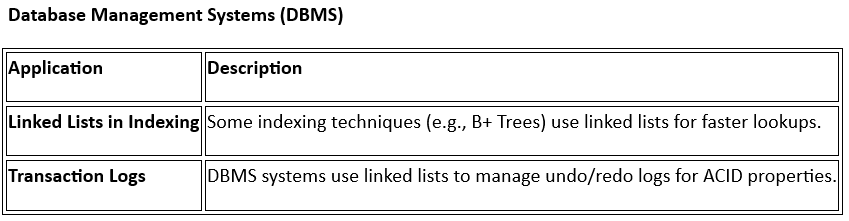 Database Management Systems (DBMS)
Application Description
Linked Lists in Indexing Some indexing techniques (e.g., B+ Trees) use linked lists for faster lookups.
Transaction Logs DBMS systems use linked lists to manage undo/redo logs for ACID properties.